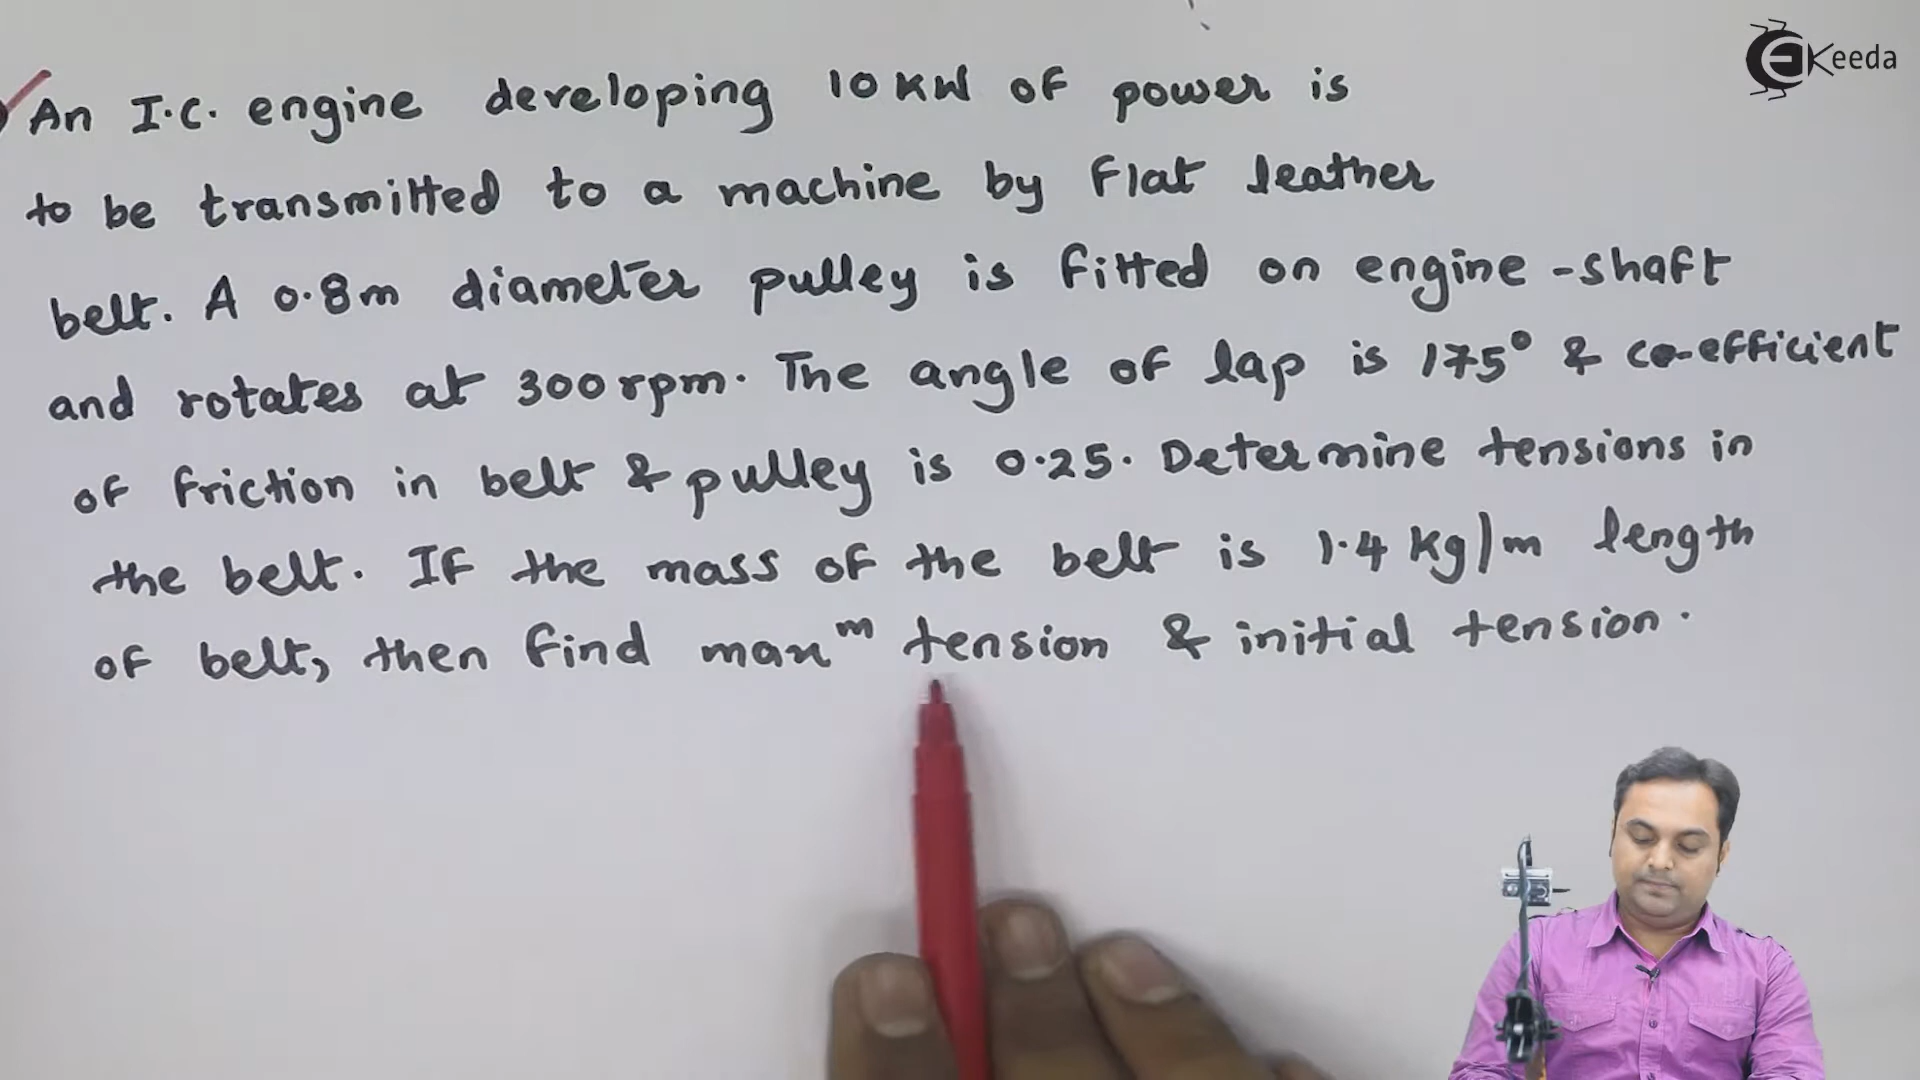 EKeeda
An I.C. engine developing 10 KW of power is
to be transmitted to a machine by flat leather
belt. A 0.8m diameter pulley is fitted on engine-shaft
and rotates at 300 rpm. The angle of lap is 175° & co-efficient
of friction in belt & pulley is 0.25. Determine tensions in
the belt. If the mass of the belt is 1.4 kg/m length
of belt, then find maxᵐ tension & initial tension.